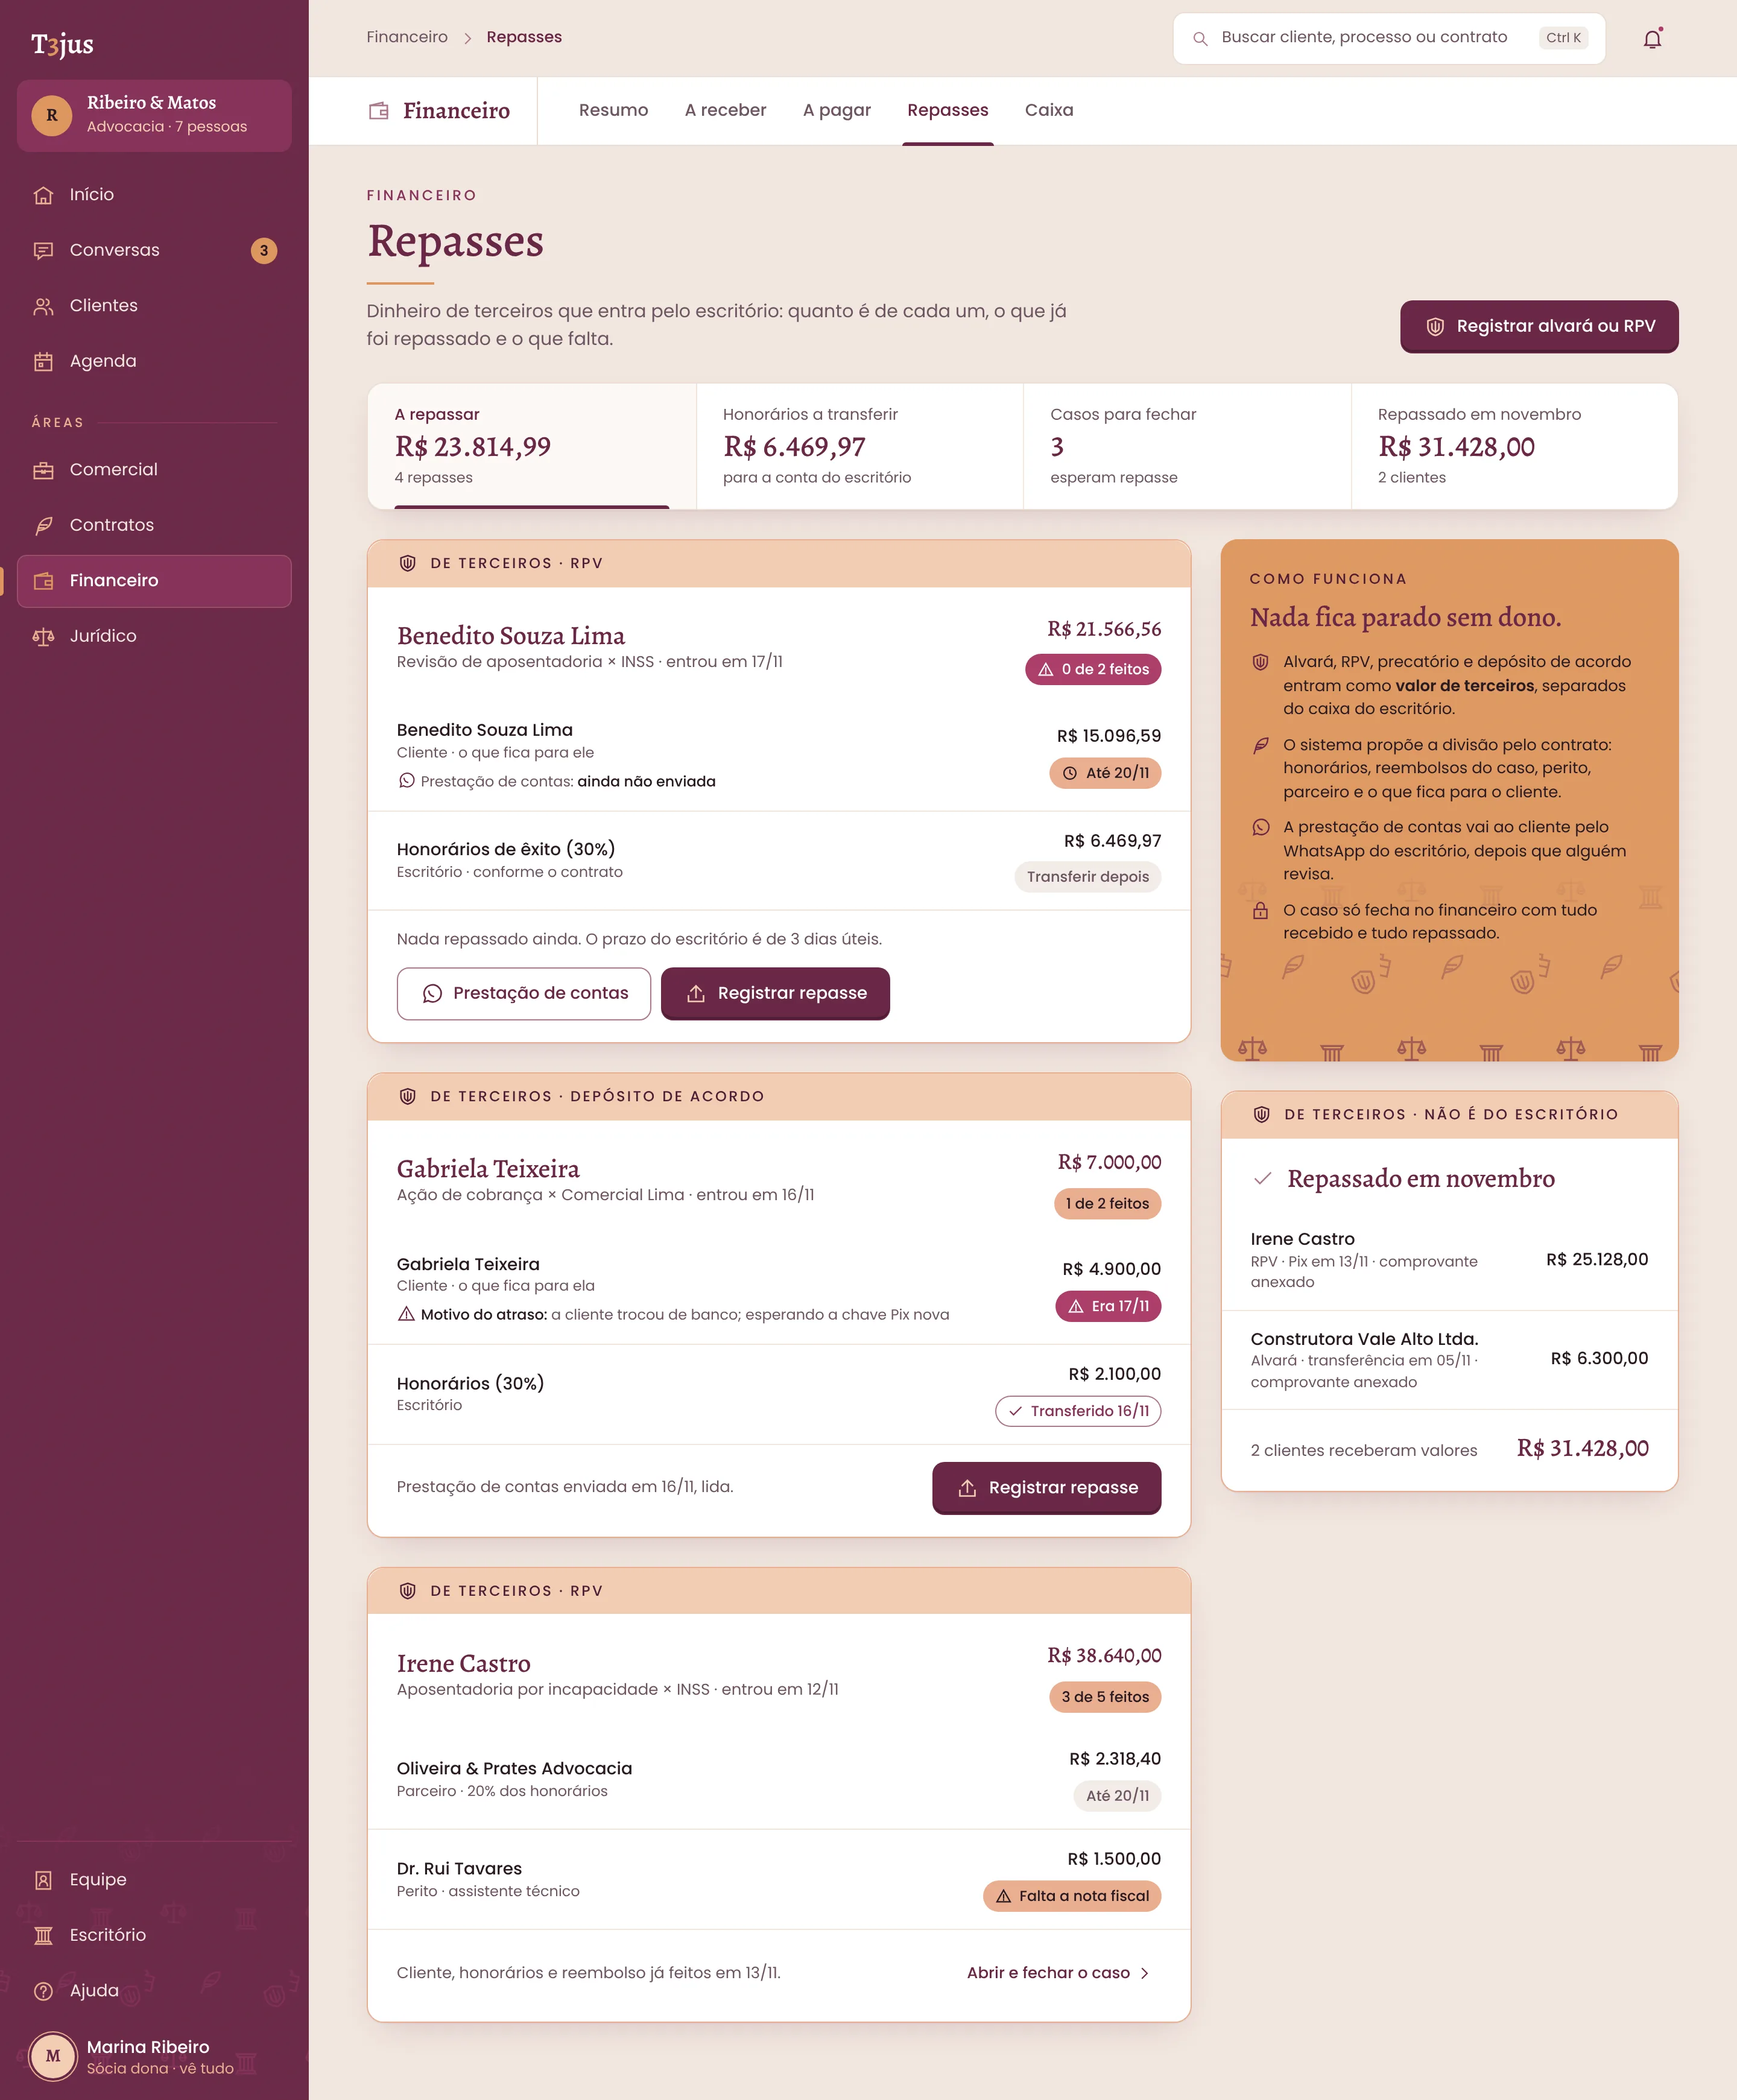 T3jus
R
Ribeiro & Matos
Advocacia · 7 pessoas
Início
Conversas
3
Clientes
Agenda
ÁREAS
Comercial
Contratos
Financeiro
Jurídico
Equipe
Escritório
Ajuda
M
Marina Ribeiro
Sócia dona · vê tudo
Financeiro
Repasses
Buscar cliente, processo ou contrato
Ctrl K
Financeiro
Resumo
A receber
A pagar
Repasses
Caixa
FINANCEIRO
Repasses
Dinheiro de terceiros que entra pelo escritório: quanto é de cada um, o que já
foi repassado e o que falta.
Registrar alvará ou RPV
A repassar
R$ 23.814,99
4 repasses
Honorários a transferir
R$ 6.469,97
para a conta do escritório
Casos para fechar
3
esperam repasse
Repassado em novembro
R$ 31.428,00
2 clientes
DE TERCEIROS · RPV
Benedito Souza Lima
R$ 21.566,56
Revisão de aposentadoria × INSS · entrou em 17/11
0 de 2 feitos
Benedito Souza Lima
R$ 15.096,59
Cliente · o que fica para ele
Prestação de contas: ainda não enviada
Até 20/11
Honorários de êxito (30%)
R$ 6.469,97
Escritório · conforme o contrato
Transferir depois
Nada repassado ainda. O prazo do escritório é de 3 dias úteis.
Prestação de contas
Registrar repasse
DE TERCEIROS · DEPÓSITO DE ACORDO
Gabriela Teixeira
R$ 7.000,00
Ação de cobrança × Comercial Lima · entrou em 16/11
1 de 2 feitos
Gabriela Teixeira
R$ 4.900,00
Cliente · o que fica para ela
Motivo do atraso: a cliente trocou de banco; esperando a chave Pix nova
Era 17/11
Honorários (30%)
R$ 2.100,00
Escritório
Transferido 16/11
Prestação de contas enviada em 16/11, lida.
Registrar repasse
DE TERCEIROS · RPV
Irene Castro
R$ 38.640,00
Aposentadoria por incapacidade × INSS · entrou em 12/11
3 de 5 feitos
Oliveira & Prates Advocacia
R$ 2.318,40
Parceiro · 20% dos honorários
Até 20/11
Dr. Rui Tavares
R$ 1.500,00
Perito · assistente técnico
Falta a nota fiscal
Cliente, honorários e reembolso já feitos em 13/11.
Abrir e fechar o caso
COMO FUNCIONA
Nada fica parado sem dono.
Alvará, RPV, precatório e depósito de acordo
entram como valor de terceiros, separados
do caixa do escritório.
O sistema propõe a divisão pelo contrato:
honorários, reembolsos do caso, perito,
parceiro e o que fica para o cliente.
A prestação de contas vai ao cliente pelo
WhatsApp do escritório, depois que alguém
revisa.
O caso só fecha no financeiro com tudo
recebido e tudo repassado.
DE TERCEIROS · NÃO É DO ESCRITÓRIO
Repassado em novembro
Irene Castro
RPV · Pix em 13/11 · comprovante
anexado
R$ 25.128,00
Construtora Vale Alto Ltda.
Alvará · transferência em 05/11 ·
comprovante anexado
R$ 6.300,00
2 clientes receberam valores
R$ 31.428,00